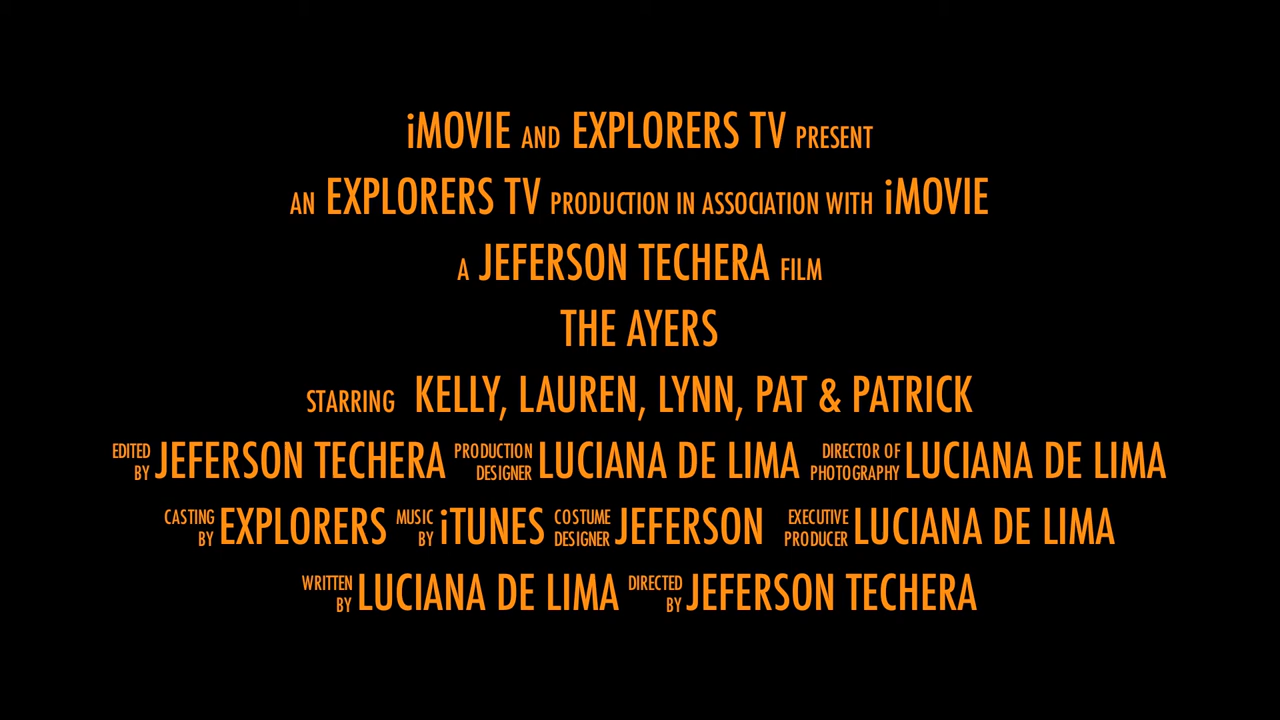 iMOVIE AND EXPLORERS TV PRESENT
AN EXPLORERS TV PRODUCTION IN ASSOCIATION WITH iMOVIE
A JEFERSON TECHERA FILM
THE AYERS
STARRING KELLY, LAUREN, LYNN, PAT & PATRICK
EDITED BY JEFERSON TECHERA PRODUCTION DESIGNER LUCIANA DE LIMA DIRECTOR OF PHOTOGRAPHY LUCIANA DE LIMA
CASTING BY EXPLORERS MUSIC BY iTUNES COSTUME DESIGNER JEFERSON EXECUTIVE PRODUCER LUCIANA DE LIMA
WRITTEN BY LUCIANA DE LIMA DIRECTED BY JEFERSON TECHERA